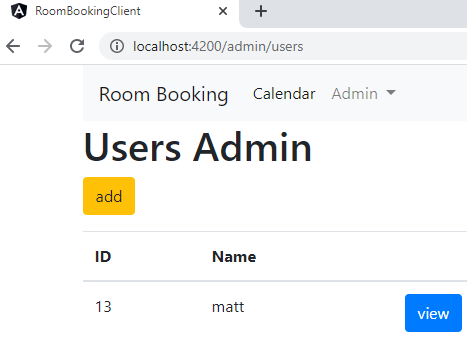 RoomBookingClient
localhost:4200/admin/users
Room Booking Calendar Admin
Users Admin
add
ID Name
13 matt view